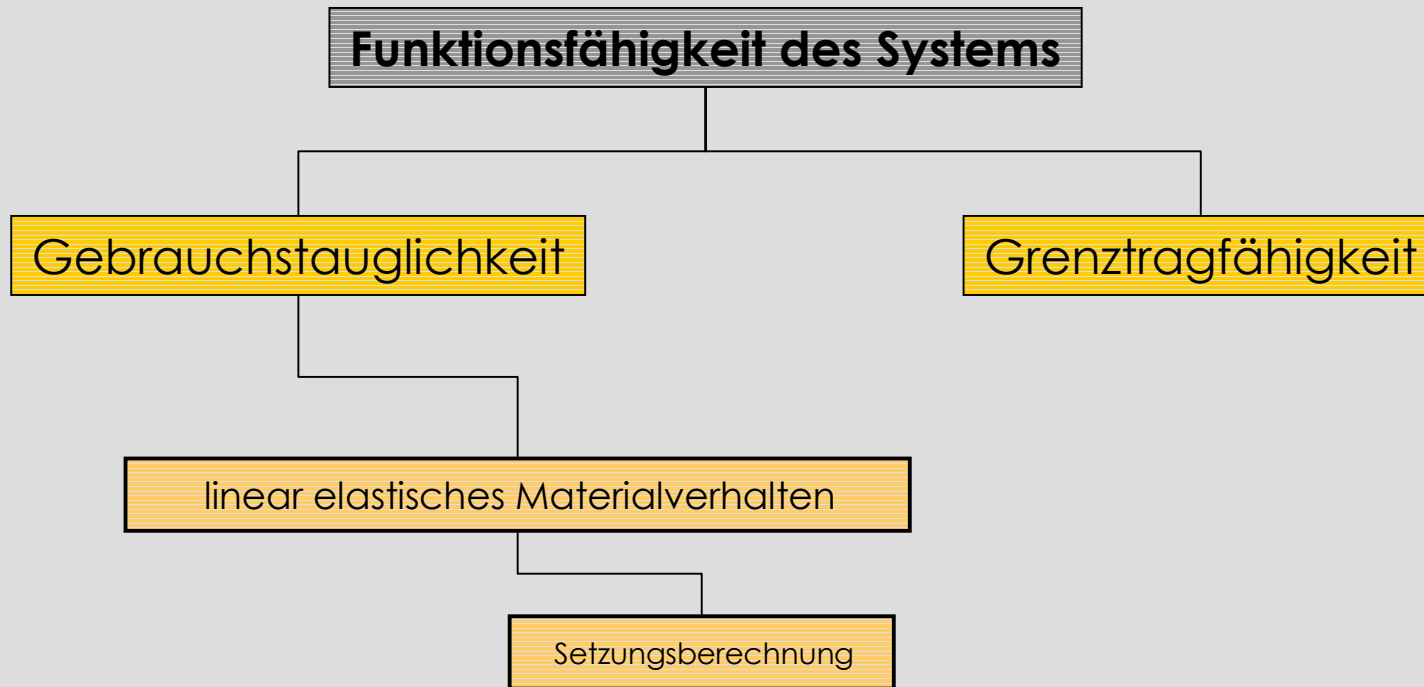 Funktionsfähigkeit des Systems
Gebrauchstauglichkeit
Grenztragfähigkeit
linear elastisches Materialverhalten
Setzungsberechnung